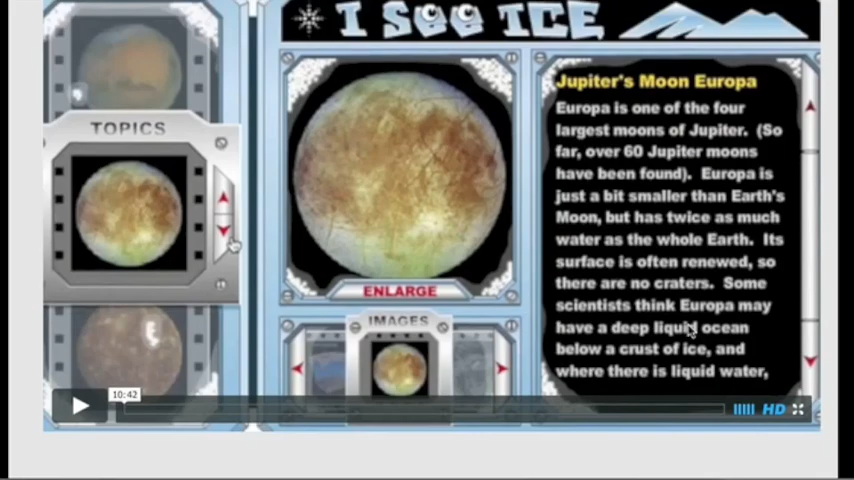 I SEE ICE
TOPICS
Jupiter's Moon Europa
Europa is one of the four
largest moons of Jupiter. (So
far, over 60 Jupiter moons
have been found). Europa is
just a bit smaller than Earth's
Moon, but has twice as much
water as the whole Earth. Its
surface is often renewed, so
there are no craters. Some
scientists think Europa may
have a deep liquid ocean
below a crust of ice, and
where there is liquid water,
ENLARGE
IMAGES
10:42
HD